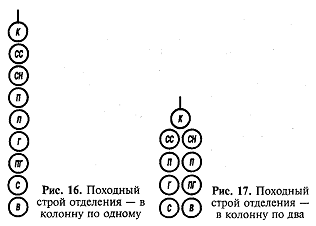 К
СС
СН
П
П
Г
ПГ
С
В
Рис. 16. Походный
строй отделения — в
колонну по одному
К
СС СН
П П
Г ПГ
С В
Рис. 17. Походный
строй отделения —
в колонну по два